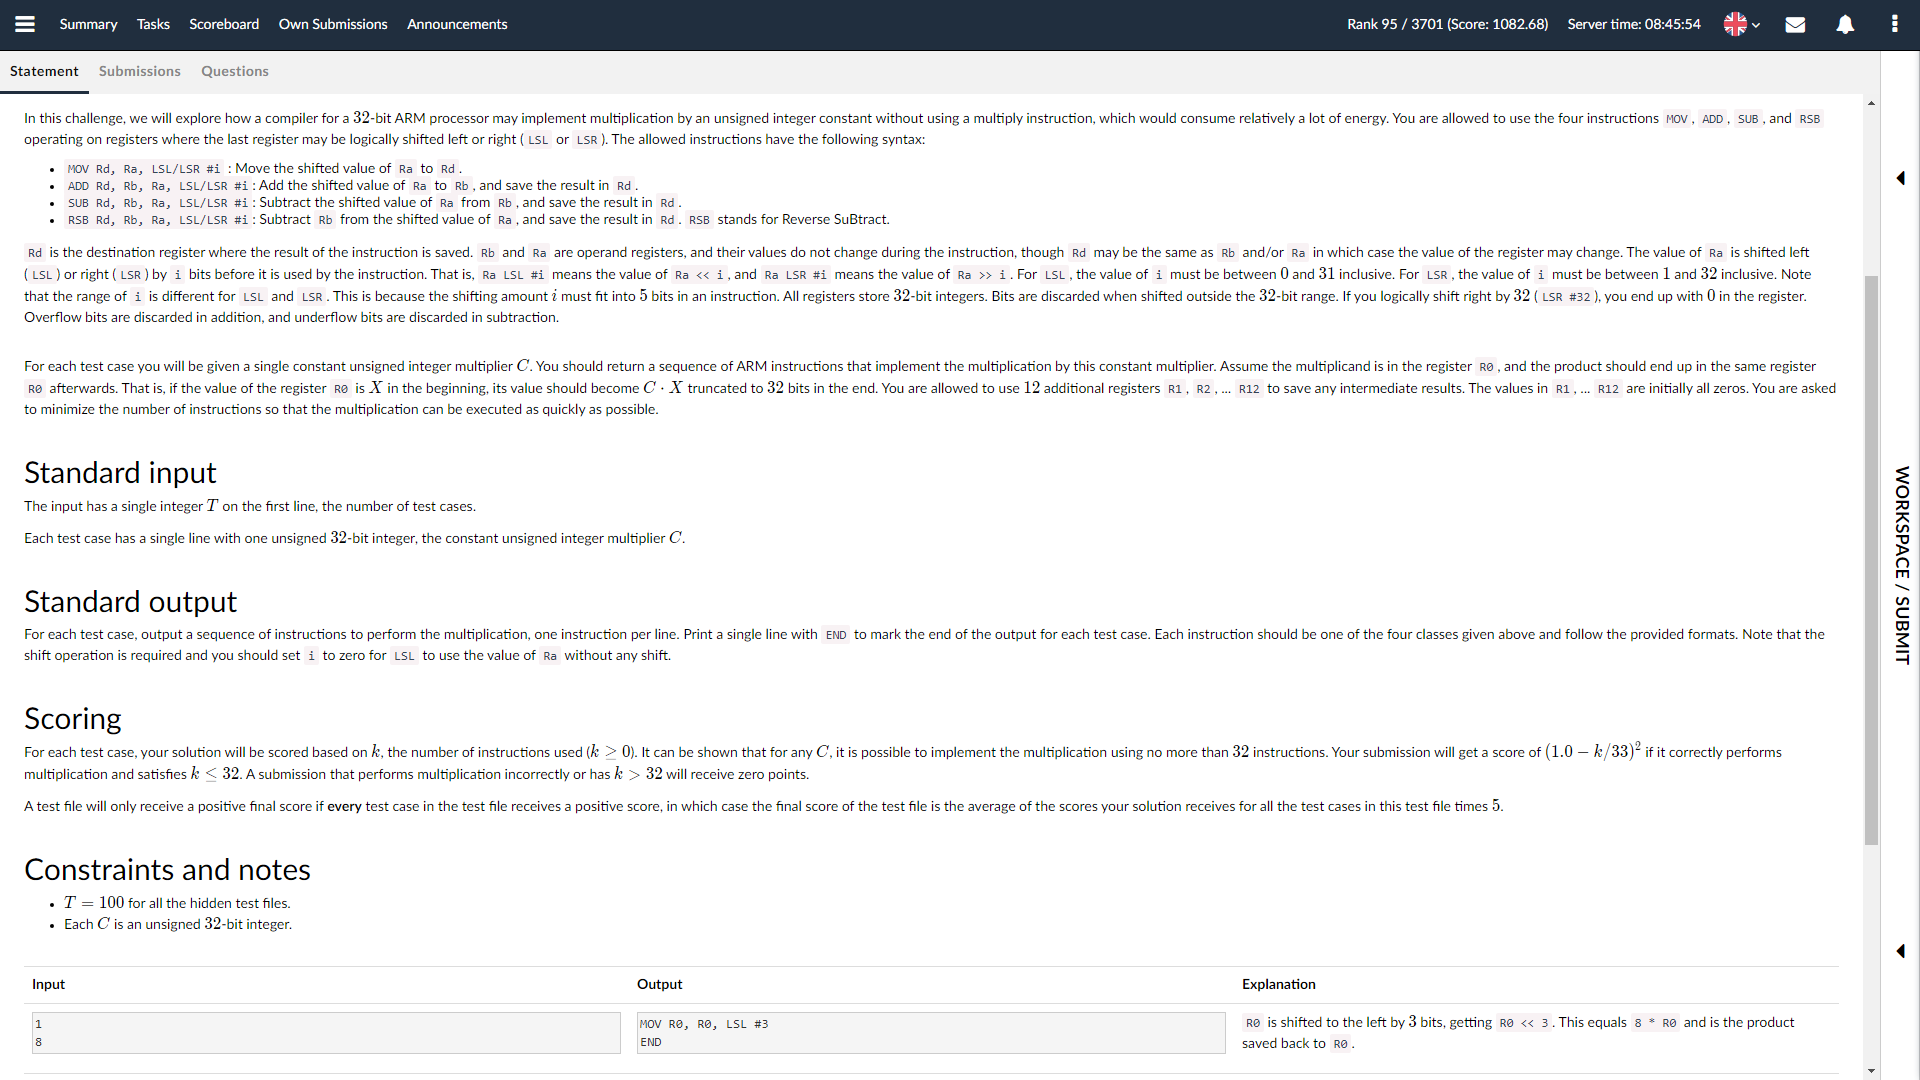 Summary Tasks Scoreboard Own Submissions Announcements Rank 95 / 3701 (Score: 1082.68) Server time: 08:45:54
Statement Submissions Questions
In this challenge, we will explore how a compiler for a 32-bit ARM processor may implement multiplication by an unsigned integer constant without using a multiply instruction, which would consume relatively a lot of energy. You are allowed to use the four instructions MOV, ADD, SUB, and RSB
operating on registers where the last register may be logically shifted left or right (LSL or LSR). The allowed instructions have the following syntax:
• MOV Rd, Ra, LSL/LSR #i : Move the shifted value of Ra to Rd.
• ADD Rd, Rb, Ra, LSL/LSR #i : Add the shifted value of Ra to Rb, and save the result in Rd.
• SUB Rd, Rb, Ra, LSL/LSR #i : Subtract the shifted value of Ra from Rb, and save the result in Rd.
• RSB Rd, Rb, Ra, LSL/LSR #i : Subtract Rb from the shifted value of Ra, and save the result in Rd. RSB stands for Reverse SuBtract.
Rd is the destination register where the result of the instruction is saved. Rb and Ra are operand registers, and their values do not change during the instruction, though Rd may be the same as Rb and/or Ra in which case the value of the register may change. The value of Ra is shifted left
(LSL) or right (LSR) by i bits before it is used by the instruction. That is, Ra LSL #i means the value of Ra << i, and Ra LSR #i means the value of Ra >> i. For LSL, the value of i must be between 0 and 31 inclusive. For LSR, the value of i must be between 1 and 32 inclusive. Note
that the range of i is different for LSL and LSR. This is because the shifting amount i must fit into 5 bits in an instruction. All registers store 32-bit integers. Bits are discarded when shifted outside the 32-bit range. If you logically shift right by 32 (LSR #32), you end up with 0 in the register.
Overflow bits are discarded in addition, and underflow bits are discarded in subtraction.
For each test case you will be given a single constant unsigned integer multiplier C. You should return a sequence of ARM instructions that implement the multiplication by this constant multiplier. Assume the multiplicand is in the register R0, and the product should end up in the same register
R0 afterwards. That is, if the value of the register R0 is X in the beginning, its value should become C · X truncated to 32 bits in the end. You are allowed to use 12 additional registers R1, R2, ... R12 to save any intermediate results. The values in R1, ... R12 are initially all zeros. You are asked
to minimize the number of instructions so that the multiplication can be executed as quickly as possible.
Standard input
The input has a single integer T on the first line, the number of test cases.
Each test case has a single line with one unsigned 32-bit integer, the constant unsigned integer multiplier C.
Standard output
For each test case, output a sequence of instructions to perform the multiplication, one instruction per line. Print a single line with END to mark the end of the output for each test case. Each instruction should be one of the four classes given above and follow the provided formats. Note that the
shift operation is required and you should set i to zero for LSL to use the value of Ra without any shift.
Scoring
For each test case, your solution will be scored based on k, the number of instructions used (k ≥ 0). It can be shown that for any C, it is possible to implement the multiplication using no more than 32 instructions. Your submission will get a score of (1.0 − k/33)² if it correctly performs
multiplication and satisfies k ≤ 32. A submission that performs multiplication incorrectly or has k > 32 will receive zero points.
A test file will only receive a positive final score if every test case in the test file receives a positive score, in which case the final score of the test file is the average of the scores your solution receives for all the test cases in this test file times 5.
Constraints and notes
• T = 100 for all the hidden test files.
• Each C is an unsigned 32-bit integer.
Input Output Explanation
1
8
MOV R0, R0, LSL #3
END
R0 is shifted to the left by 3 bits, getting R0 << 3. This equals 8 * R0 and is the product
saved back to R0.
WORKSPACE / SUBMIT